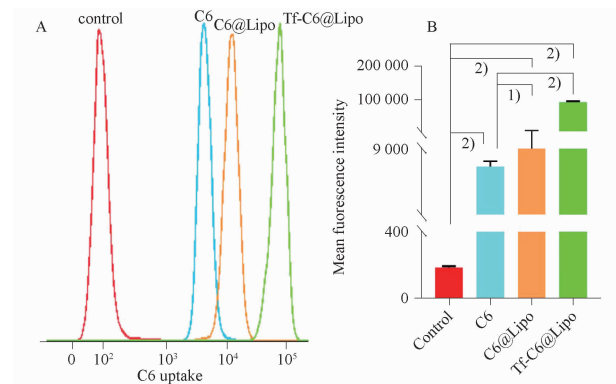 A
control
C6
C6@Lipo
Tf-C6@Lipo
0
10²
10³
10⁴
10⁵
C6 uptake
B
Mean fluorescence intensity
200 000
100 000
9 000
400
0
2)
2)
2)
1)
2)
Control
C6
C6@Lipo
Tf-C6@Lipo